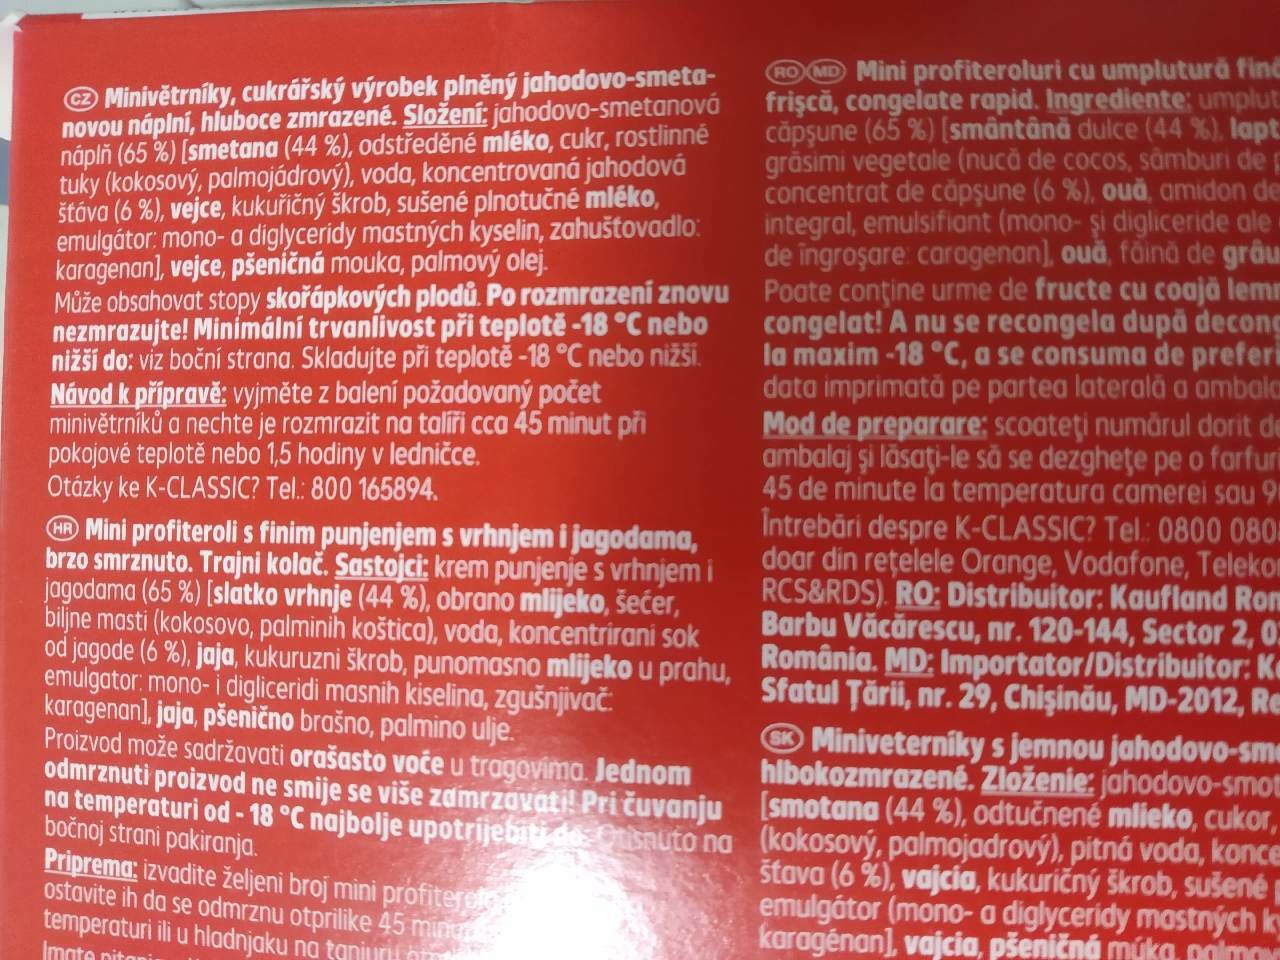 CZ Minivětrníky, cukrářský výrobek plněný jahodovo-smeta-
novou náplní, hluboce zmrazené. Složení: jahodovo-smetanová
náplň (65 %) [smetana (44 %), odstředěné mléko, cukr, rostlinné
tuky (kokosový, palmojádrový), voda, koncentrovaná jahodová
šťáva (6 %), vejce, kukuřičný škrob, sušené plnotučné mléko,
emulgátor: mono- a diglyceridy mastných kyselin, zahušťovadlo:
karagenan], vejce, pšeničná mouka, palmový olej.
Může obsahovat stopy skořápkových plodů. Po rozmrazení znovu
nezmrazujte! Minimální trvanlivost při teplotě -18 °C nebo
nižší do: viz boční strana. Skladujte při teplotě -18 °C nebo nižší.
Návod k přípravě: vyjměte z balení požadovaný počet
minivětrníků a nechte je rozmrazit na talíři cca 45 minut při
pokojové teplotě nebo 1,5 hodiny v ledničce.
Otázky ke K-CLASSIC? Tel.: 800 165894.
HR Mini profiteroli s finim punjenjem s vrhnjem i jagodama,
brzo smrznuto. Trajni kolač. Sastojci: krem punjenje s vrhnjem i
jagodama (65 %) [slatko vrhnje (44 %), obrano mlijeko, šećer,
biljne masti (kokosovo, palminih koštica), voda, koncentrirani sok
od jagode (6 %), jaja, kukuruzni škrob, punomasno mlijeko u prahu,
emulgator: mono- i digliceridi masnih kiselina, zgušnjivač:
karagenan], jaja, pšenično brašno, palmino ulje.
Proizvod može sadržavati orašasto voće u tragovima. Jednom
odmrznuti proizvod ne smije se više zamrzavati! Pri čuvanju
na temperaturi od - 18 °C najbolje upotrijebiti do: Otisnuto na
bočnoj strani pakiranja.
Priprema: izvadite željeni broj mini
ostavite ih da se odmrznu otprilike 45
temperaturi ili u hladnjaku na tanjuru
Imate
RO MD Mini profiteroluri cu umplutură
frișcă, congelate rapid. Ingrediente:
căpșune (65 %) [smântână dulce (44 %),
grăsimi vegetale (nucă de cocos, sâmburi de
concentrat de căpșune (6 %), ouă, amidon de
integral, emulsifiant (mono- și digliceride ale
de îngroșare: caragenan], ouă, făină de
Poate conține urme de fructe cu coajă
congelat! A nu se recongela după
la maxim -18 °C, a se consuma de
data imprimată pe partea laterală a
Mod de preparare: scoateți numărul dorit
ambalaj și lăsați-le să se dezghețe pe o
45 de minute la temperatura camerei sau
Întrebări despre K-CLASSIC? Tel.: 0800
doar din rețelele Orange, Vodafone,
RCS&RDS). RO: Distribuitor: Kaufland
Barbu Văcărescu, nr. 120-144, Sector 2,
România. MD: Importator/Distribuitor:
Sfatul Țării, nr. 29, Chișinău, MD-2012,
SK Miniveterníky s jemnou
hlbokozmrazené. Zloženie:
[smotana (44 %), odtučnené mlieko, cukor,
(kokosový, palmojadrový), pitná voda,
šťava (6 %), vajcia, kukuričný škrob, sušené
emulgátor (mono- a diglyceridy mastných
karagénan], vajcia, pšeničná múka,